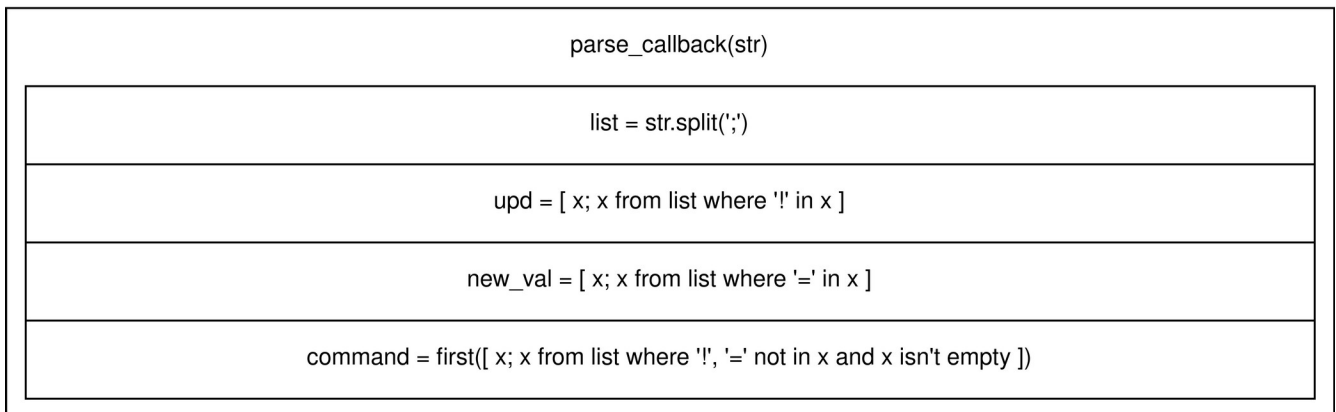 parse_callback(str)
list = str.split(';')
upd = [ x; x from list where '!' in x ]
new_val = [ x; x from list where '=' in x ]
command = first([ x; x from list where '!', '=' not in x and x isn't empty ])